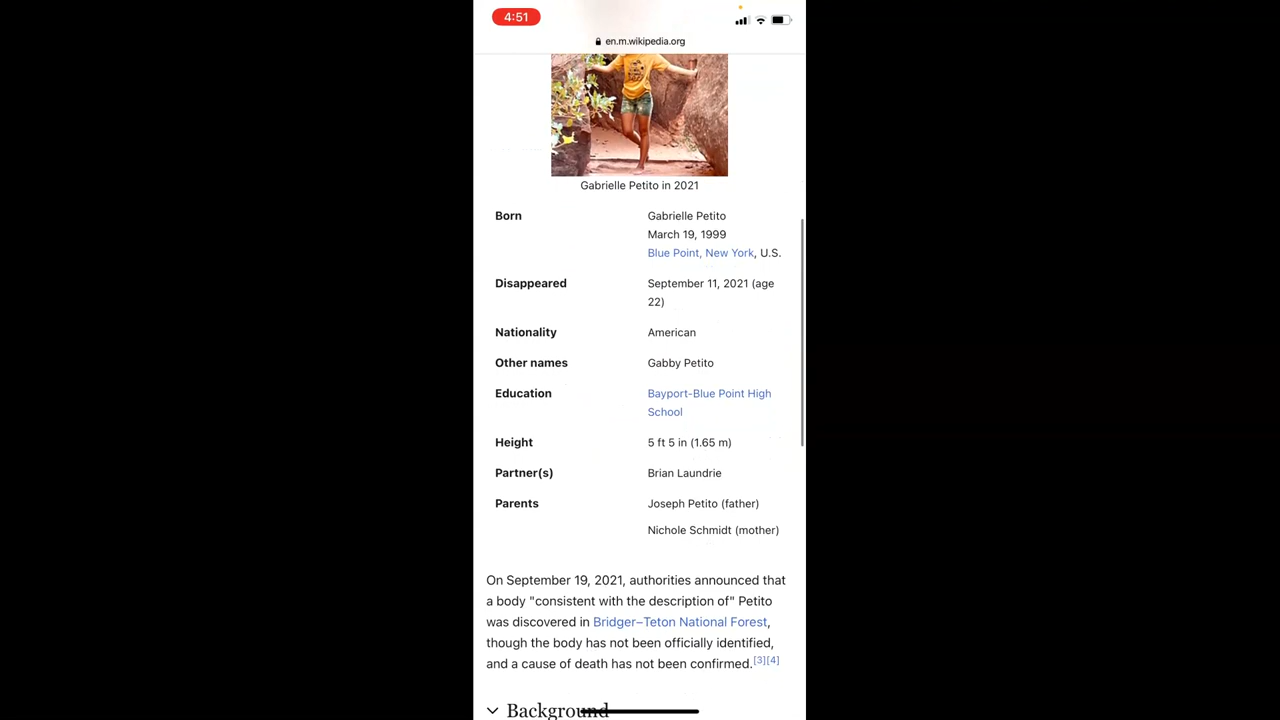 4:51
en.m.wikipedia.org
Gabrielle Petito in 2021
Born Gabrielle Petito
March 19, 1999
Blue Point, New York, U.S.
Disappeared September 11, 2021 (age
22)
Nationality American
Other names Gabby Petito
Education Bayport-Blue Point High
School
Height 5 ft 5 in (1.65 m)
Partner(s) Brian Laundrie
Parents Joseph Petito (father)
Nichole Schmidt (mother)
On September 19, 2021, authorities announced that
a body "consistent with the description of" Petito
was discovered in Bridger–Teton National Forest,
though the body has not been officially identified,
and a cause of death has not been confirmed.[3][4]
Background